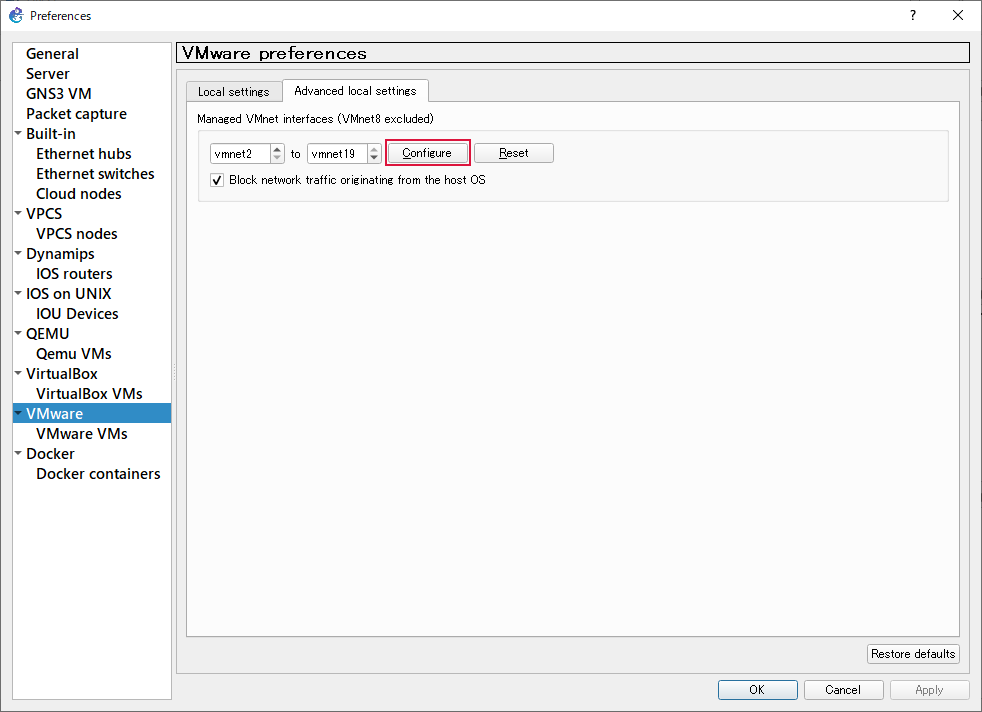 Preferences
?
General
Server
GNS3 VM
Packet capture
Built-in
Ethernet hubs
Ethernet switches
Cloud nodes
VPCS
VPCS nodes
Dynamips
IOS routers
IOS on UNIX
IOU Devices
QEMU
Qemu VMs
VirtualBox
VirtualBox VMs
VMware
VMware VMs
Docker
Docker containers
VMware preferences
Local settings
Advanced local settings
Managed VMnet interfaces (VMnet8 excluded)
vmnet2 to vmnet19 Configure Reset
Block network traffic originating from the host OS
Restore defaults
OK Cancel Apply